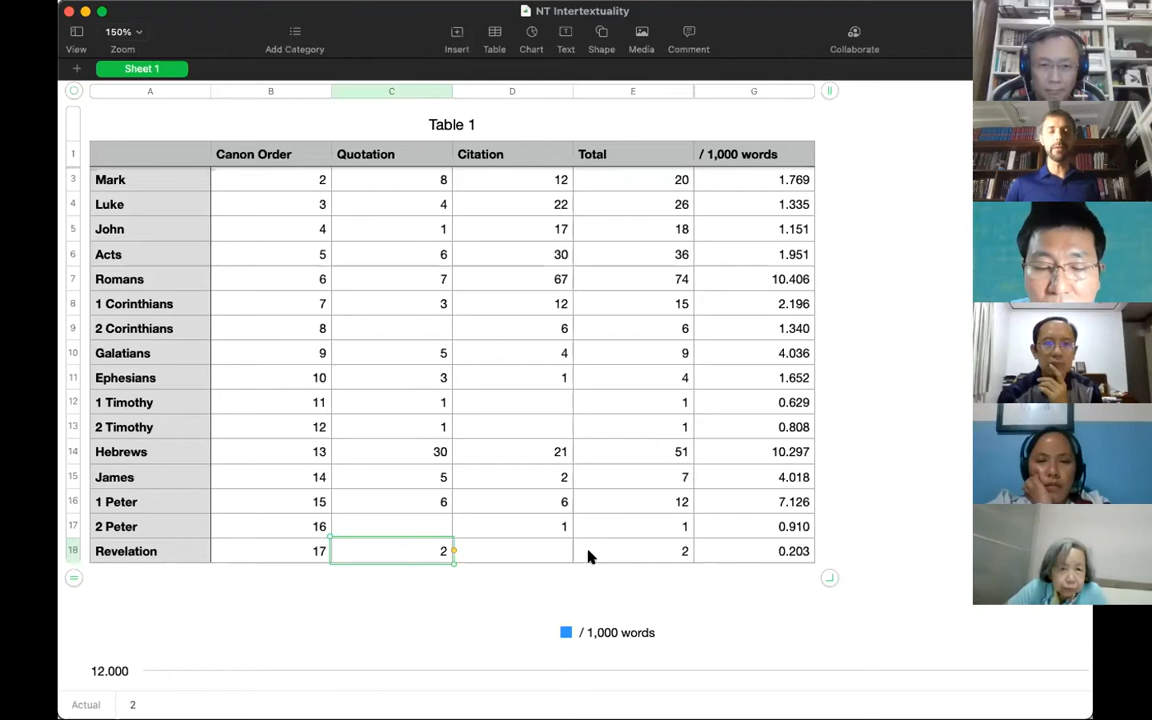 NT Intertextuality
150%
View Zoom Add Category Insert Table Chart Text Shape Media Comment Collaborate
+ Sheet 1
A B C D E G
Table 1
1 Canon Order Quotation Citation Total / 1,000 words
3 Mark 2 8 12 20 1.769
4 Luke 3 4 22 26 1.335
5 John 4 1 17 18 1.151
6 Acts 5 6 30 36 1.951
7 Romans 6 7 67 74 10.406
8 1 Corinthians 7 3 12 15 2.196
9 2 Corinthians 8 6 6 1.340
10 Galatians 9 5 4 9 4.036
11 Ephesians 10 3 1 4 1.652
12 1 Timothy 11 1 1 0.629
13 2 Timothy 12 1 1 0.808
14 Hebrews 13 30 21 51 10.297
15 James 14 5 2 7 4.018
16 1 Peter 15 6 6 12 7.126
17 2 Peter 16 1 1 0.910
18 Revelation 17 2 2 0.203
/ 1,000 words
12.000
Actual 2